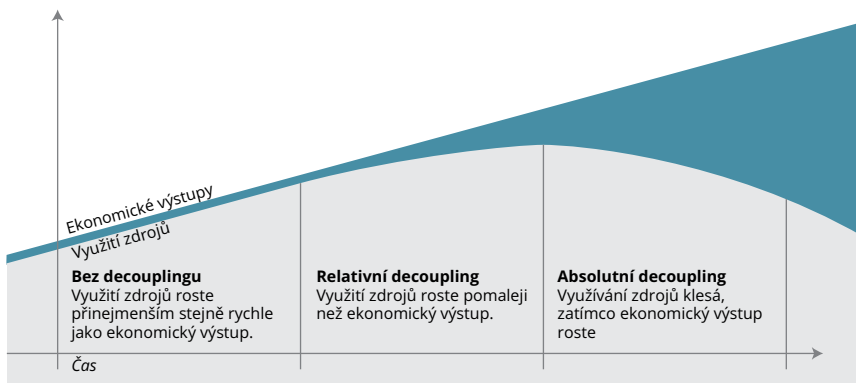 Ekonomické výstupy
Využití zdrojů
Bez decouplingu
Využití zdrojů roste
přinejmenším stejně rychle
jako ekonomický výstup.
Relativní decoupling
Využití zdrojů roste pomaleji
než ekonomický výstup.
Absolutní decoupling
Využívání zdrojů klesá,
zatímco ekonomický výstup
roste
Čas